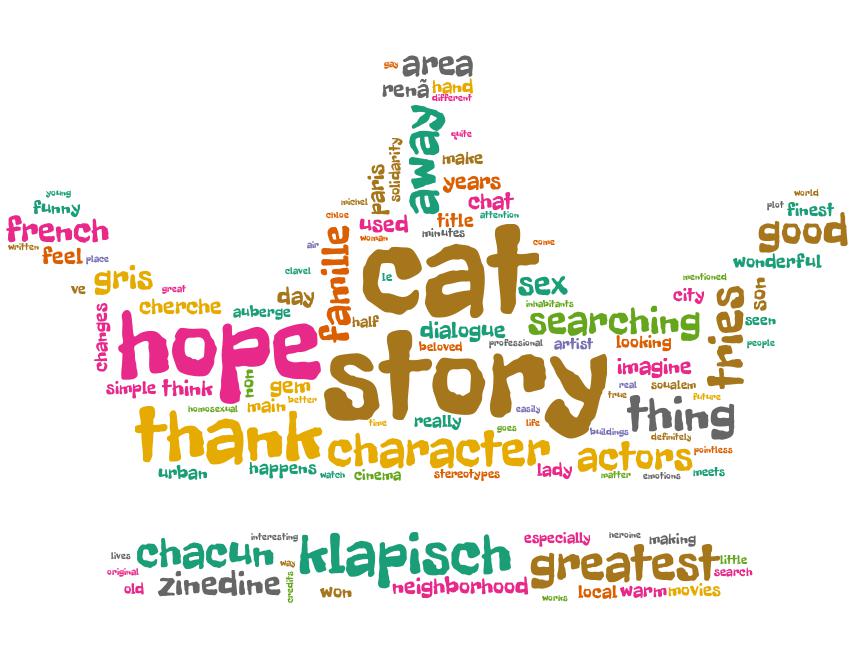 gay area
renã hand
different
away
quite
paris
solidarity
make
years
michel
chat
chloe
used
title
attention
woman
minutes
young
funny
french
written
feel
place
world
plot finest
good
wonderful
air
famille
cat
come
le
clavel
ve gris
great
cherche
auberge
day
half
sex
inhabitants
mentioned
city
son
changes
hope
dialogue
searching
tries
seen
beloved
professional
artist
looking
people
story
simple think
non
gem
better
imagine
real
soualem
true
future
homosexual
main
thank
time
really
goes
easily
life
buildings
thing
definitely
character
actors
pointless
urban
happens
watch
cinema
stereotypes
lady
matter
emotions
meets
lives
chacun
interesting
way
klapisch
especially
heroine
making
original
greatest
little
search
old
zinedine
credits
won
neighborhood
works
local warm movies